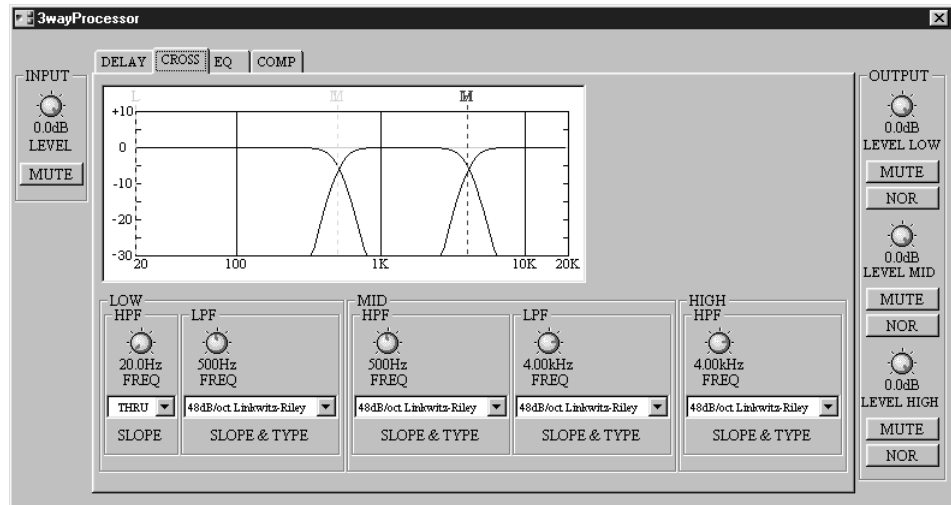 3wayProcessor
DELAY CROSS EQ COMP
INPUT
0.0dB
LEVEL
MUTE
L M
+10
0
-10
-20
-30
20 100 1K 10K 20K
LOW
HPF
20.0Hz
FREQ
THRU
SLOPE
LPF
500Hz
FREQ
48dB/oct Linkwitz-Riley
SLOPE & TYPE
MID
HPF
500Hz
FREQ
48dB/oct Linkwitz-Riley
SLOPE & TYPE
LPF
4.00kHz
FREQ
48dB/oct Linkwitz-Riley
SLOPE & TYPE
HIGH
HPF
4.00kHz
FREQ
48dB/oct Linkwitz-Riley
SLOPE & TYPE
OUTPUT
0.0dB
LEVEL LOW
MUTE
NOR
0.0dB
LEVEL MID
MUTE
NOR
0.0dB
LEVEL HIGH
MUTE
NOR